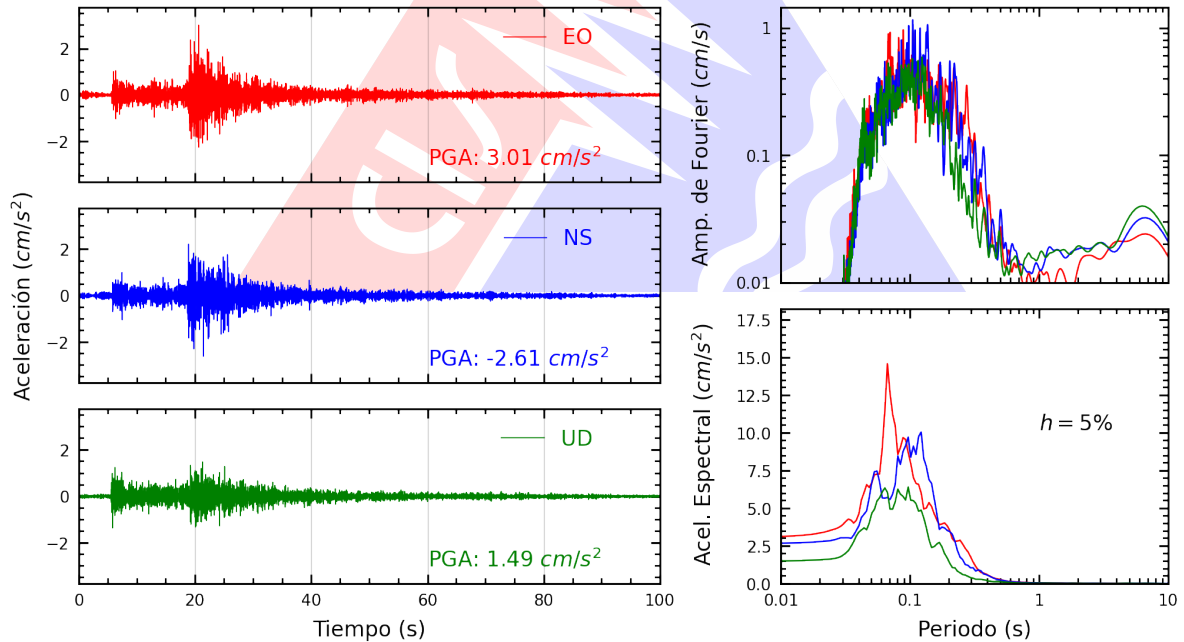 Aceleración (cm/s²)
2
0
−2
EO
PGA: 3.01 cm/s²
2
0
−2
NS
PGA: -2.61 cm/s²
2
0
−2
UD
PGA: 1.49 cm/s²
0
20
40
60
80
100
Tiempo (s)
Amp. de Fourier (cm/s)
1
0.1
0.01
Acel. Espectral (cm/s²)
17.5
15.0
12.5
10.0
7.5
5.0
2.5
0.0
h = 5%
0.01
0.1
1
10
Periodo (s)